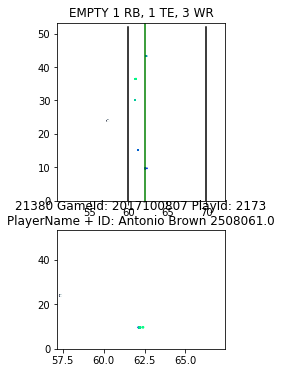 EMPTY 1 RB, 1 TE, 3 WR
50
40
30
20
10
0
55 60 65 70
21380 GameId: 2017100807 PlayId: 2173
PlayerName + ID: Antonio Brown 2508061.0
40
20
0
57.5 60.0 62.5 65.0